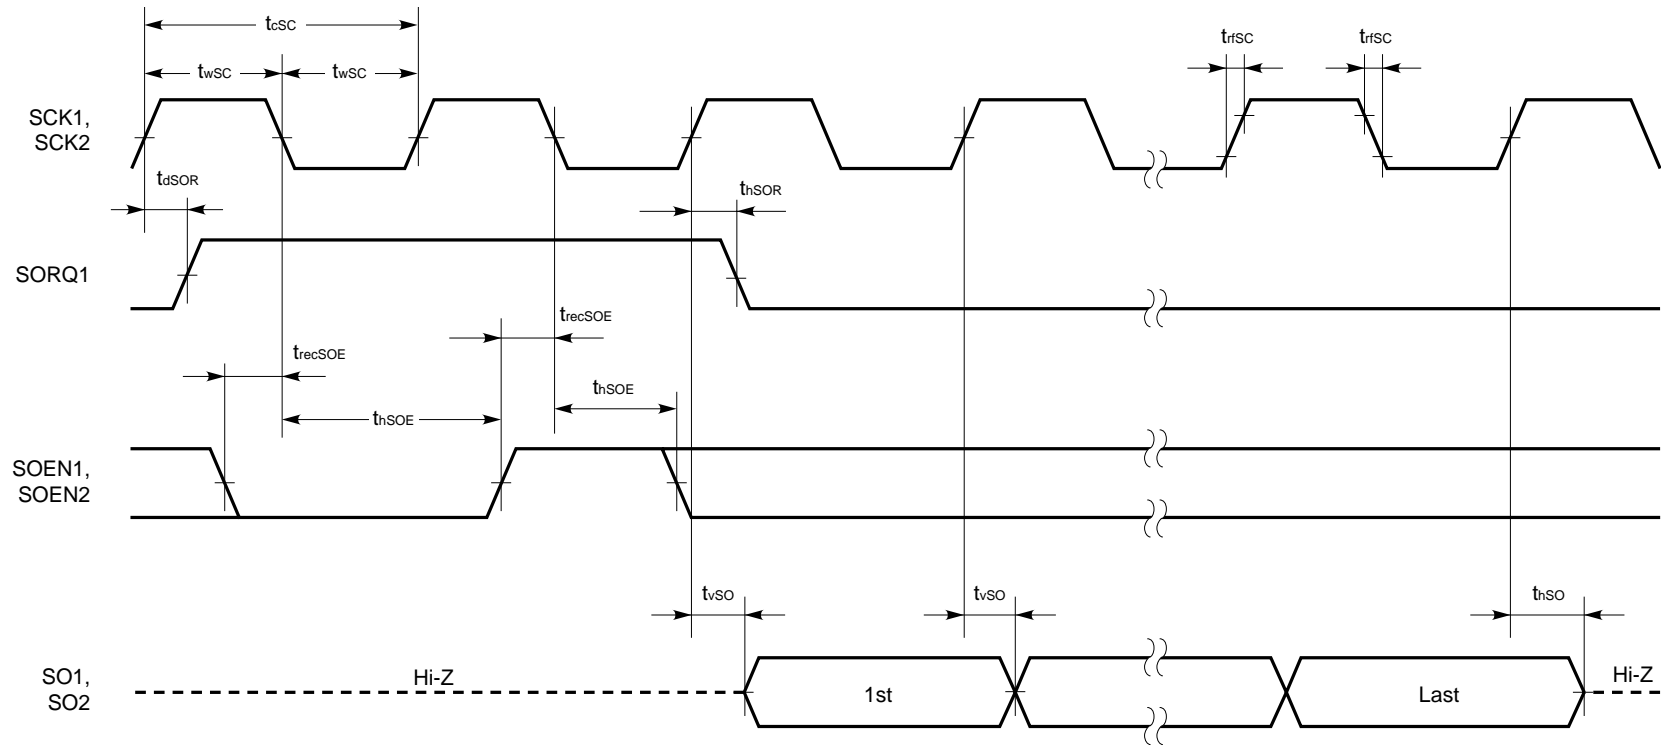 tcSC
twSC
twSC
trfSC
trfSC
SCK1,
SCK2
tdSOR
thSOR
SORQ1
trecSOE
trecSOE
thSOE
thSOE
SOEN1,
SOEN2
tvSO
tvSO
thSO
SO1,
SO2
Hi-Z
1st
Last
Hi-Z